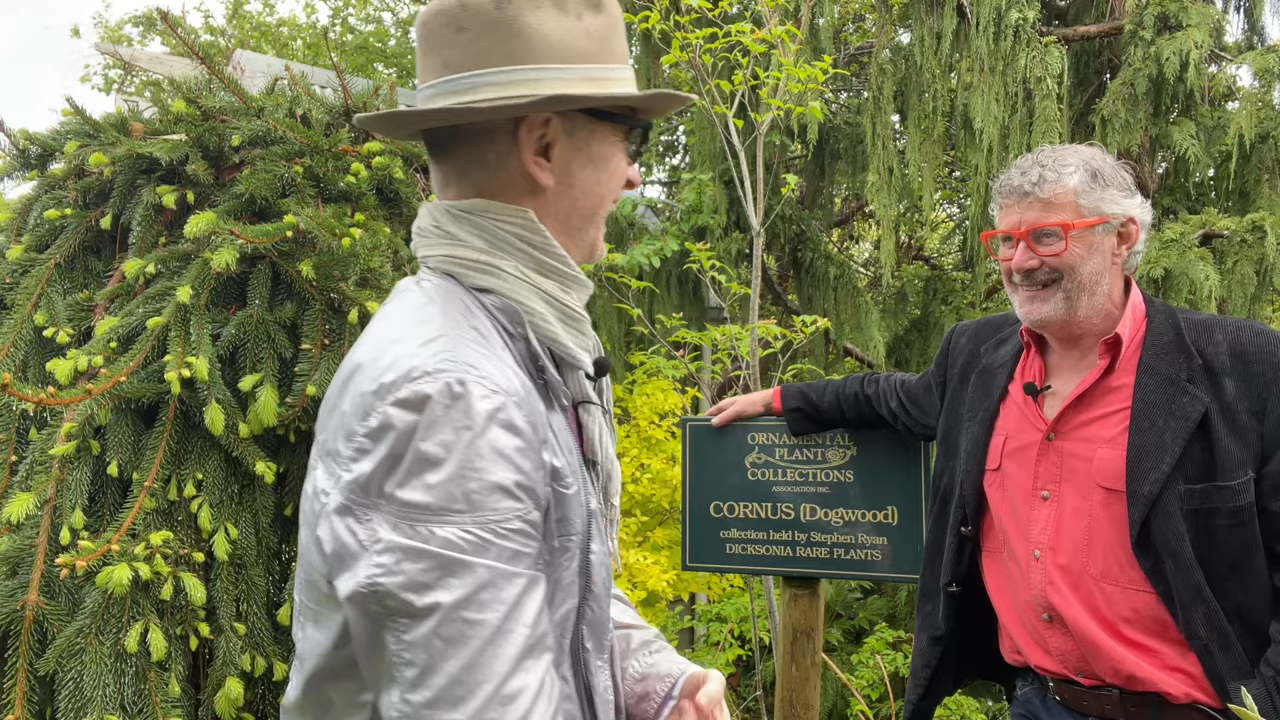 ORNAMENTAL
PLANT
COLLECTIONS
ASSOCIATION INC.
CORNUS (Dogwood)
collection held by Stephen Ryan
DICKSONIA RARE PLANTS